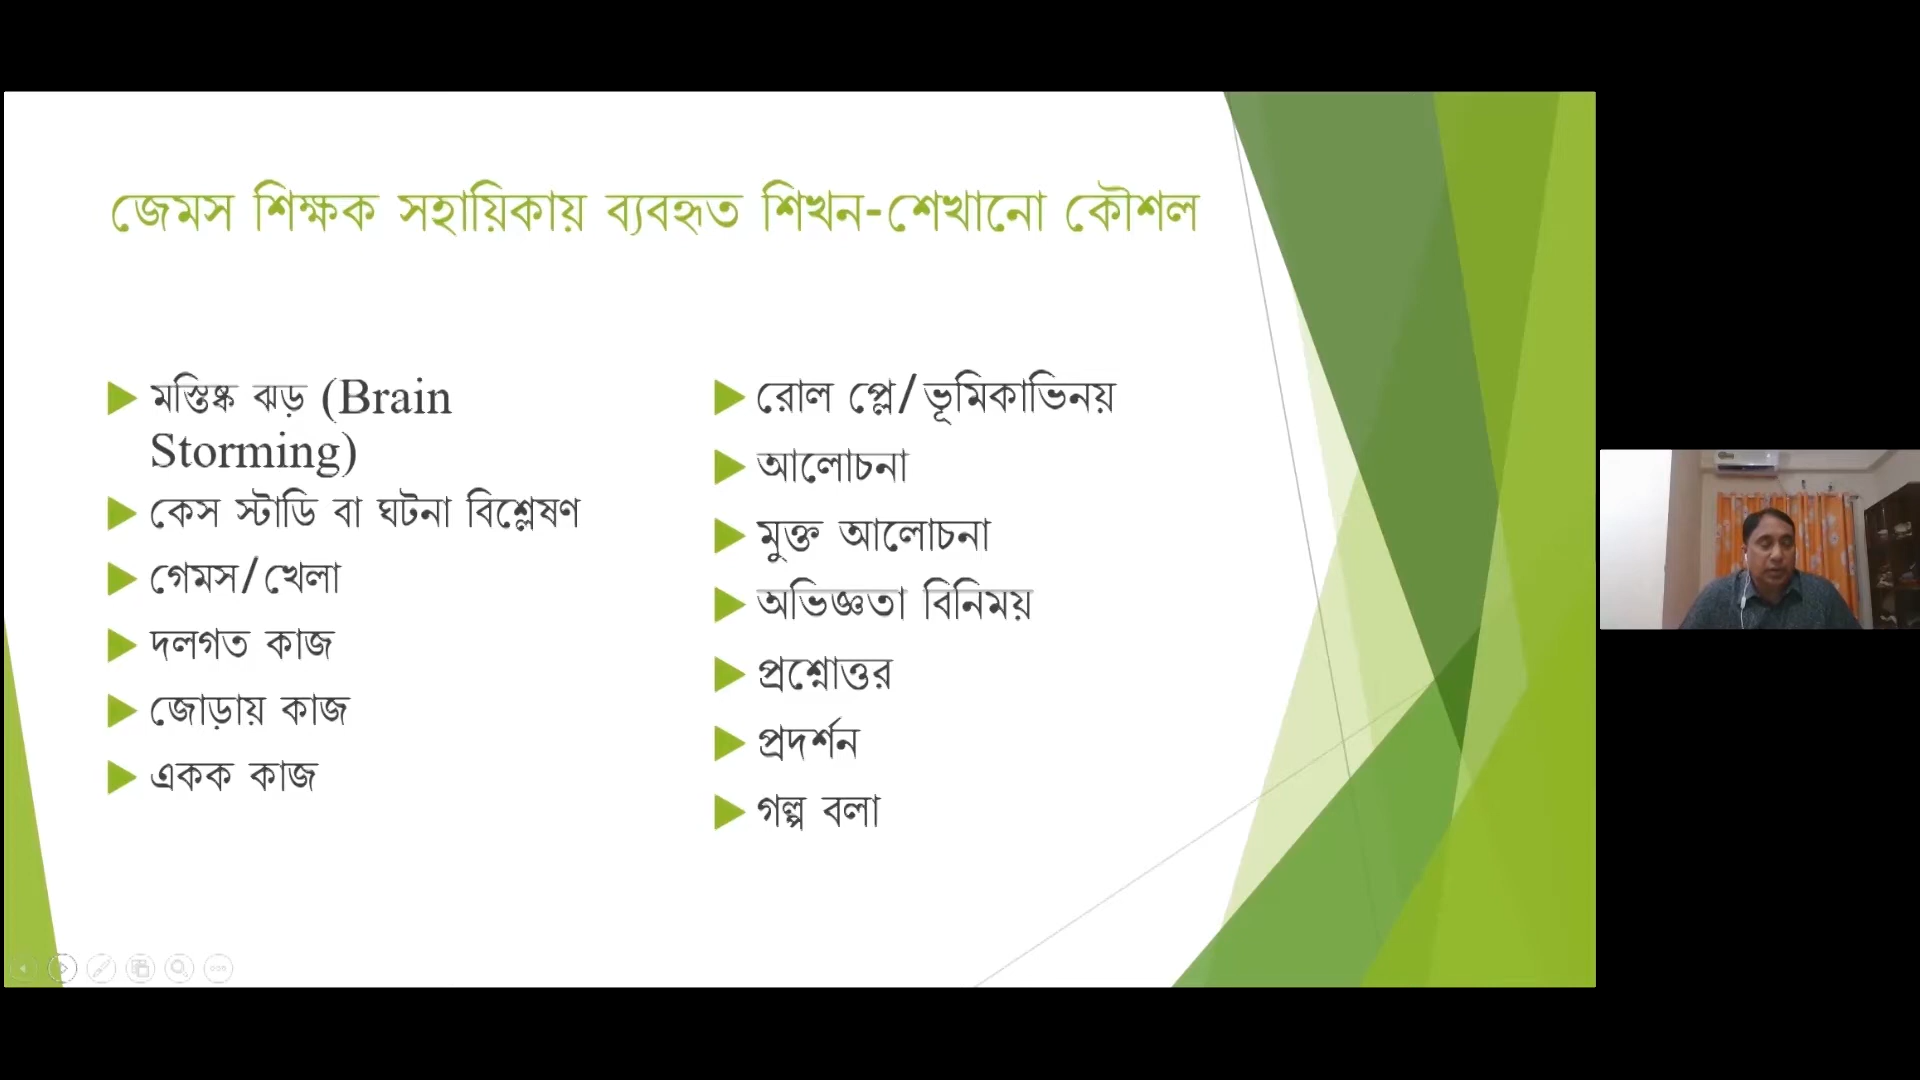 জেমস শিক্ষক সহায়িকায় ব্যবহৃত শিখন-শেখানো কৌশল
মস্তিষ্ক ঝড় (Brain
Storming)
কেস স্টাডি বা ঘটনা বিশ্লেষণ
গেমস/খেলা
দলগত কাজ
জোড়ায় কাজ
একক কাজ
রোল প্লে/ভূমিকাভিনয়
আলোচনা
মুক্ত আলোচনা
অভিজ্ঞতা বিনিময়
প্রশ্নোত্তর
প্রদর্শন
গল্প বলা